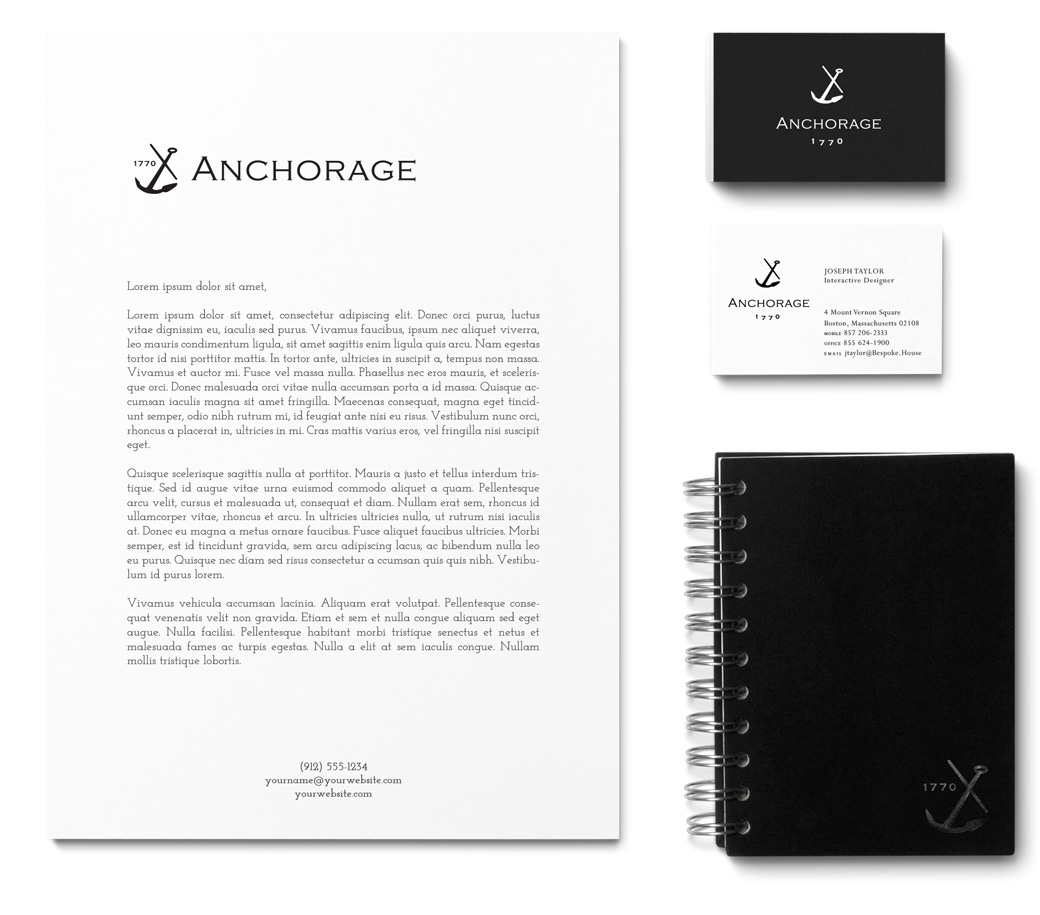 1770 ANCHORAGE
Lorem ipsum dolor sit amet,
Lorem ipsum dolor sit amet, consectetur adipiscing elit. Donec orci purus, luctus
vitae dignissim eu, iaculis sed purus. Vivamus faucibus, ipsum nec aliquet viverra,
leo mauris condimentum ligula, sit amet sagittis enim ligula quis arcu. Nam egestas
tortor id nisi porttitor mattis. In tortor ante, ultricies in suscipit a, tempus non massa.
Vivamus et auctor mi. Fusce vel massa nulla. Phasellus nec eros mauris, et sceleris-
que orci. Donec malesuada orci vitae nulla accumsan porta a id massa. Quisque ac-
cumsan iaculis magna sit amet fringilla. Maecenas consequat, magna eget tincid-
unt semper, odio nibh rutrum mi, id feugiat ante nisi eu risus. Vestibulum nunc orci,
rhoncus a placerat in, ultricies in mi. Cras mattis varius eros, vel fringilla nisi suscipit
eget.
Quisque scelerisque sagittis nulla at porttitor. Mauris a justo et tellus interdum tris-
tique. Sed id augue vitae urna euismod commodo aliquet a quam. Pellentesque
arcu velit, cursus et malesuada ut, consequat et diam. Nullam erat sem, rhoncus id
ullamcorper vitae, rhoncus et arcu. In ultricies ultricies nulla, ut rutrum nisi iaculis
at. Donec eu magna a metus ornare faucibus. Fusce aliquet faucibus ultricies. Morbi
semper, est id tincidunt gravida, sem arcu adipiscing lacus, ac bibendum nulla leo
eu purus. Quisque nec diam sed risus consectetur a ccumsan quis quis nibh. Vestibu-
lum id purus lorem.
Vivamus vehicula accumsan lacinia. Aliquam erat volutpat. Pellentesque conse-
quat venenatis velit non gravida. Etiam et sem et nulla congue aliquam sed eget
augue. Nulla facilisi. Pellentesque habitant morbi tristique senectus et netus et
malesuada fames ac turpis egestas. Nulla a elit at sem iaculis congue. Nullam
mollis tristique lobortis.
(912) 555-1234
yourname@yourwebsite.com
yourwebsite.com
ANCHORAGE
1770
ANCHORAGE
1770
JOSEPH TAYLOR
Interactive Designer
4 Mount Vernon Square
Boston, Massachusetts 02108
MOBILE 857 206-2333
OFFICE 855 624-1900
EMAIL jtaylor@Bespoke.House
1770